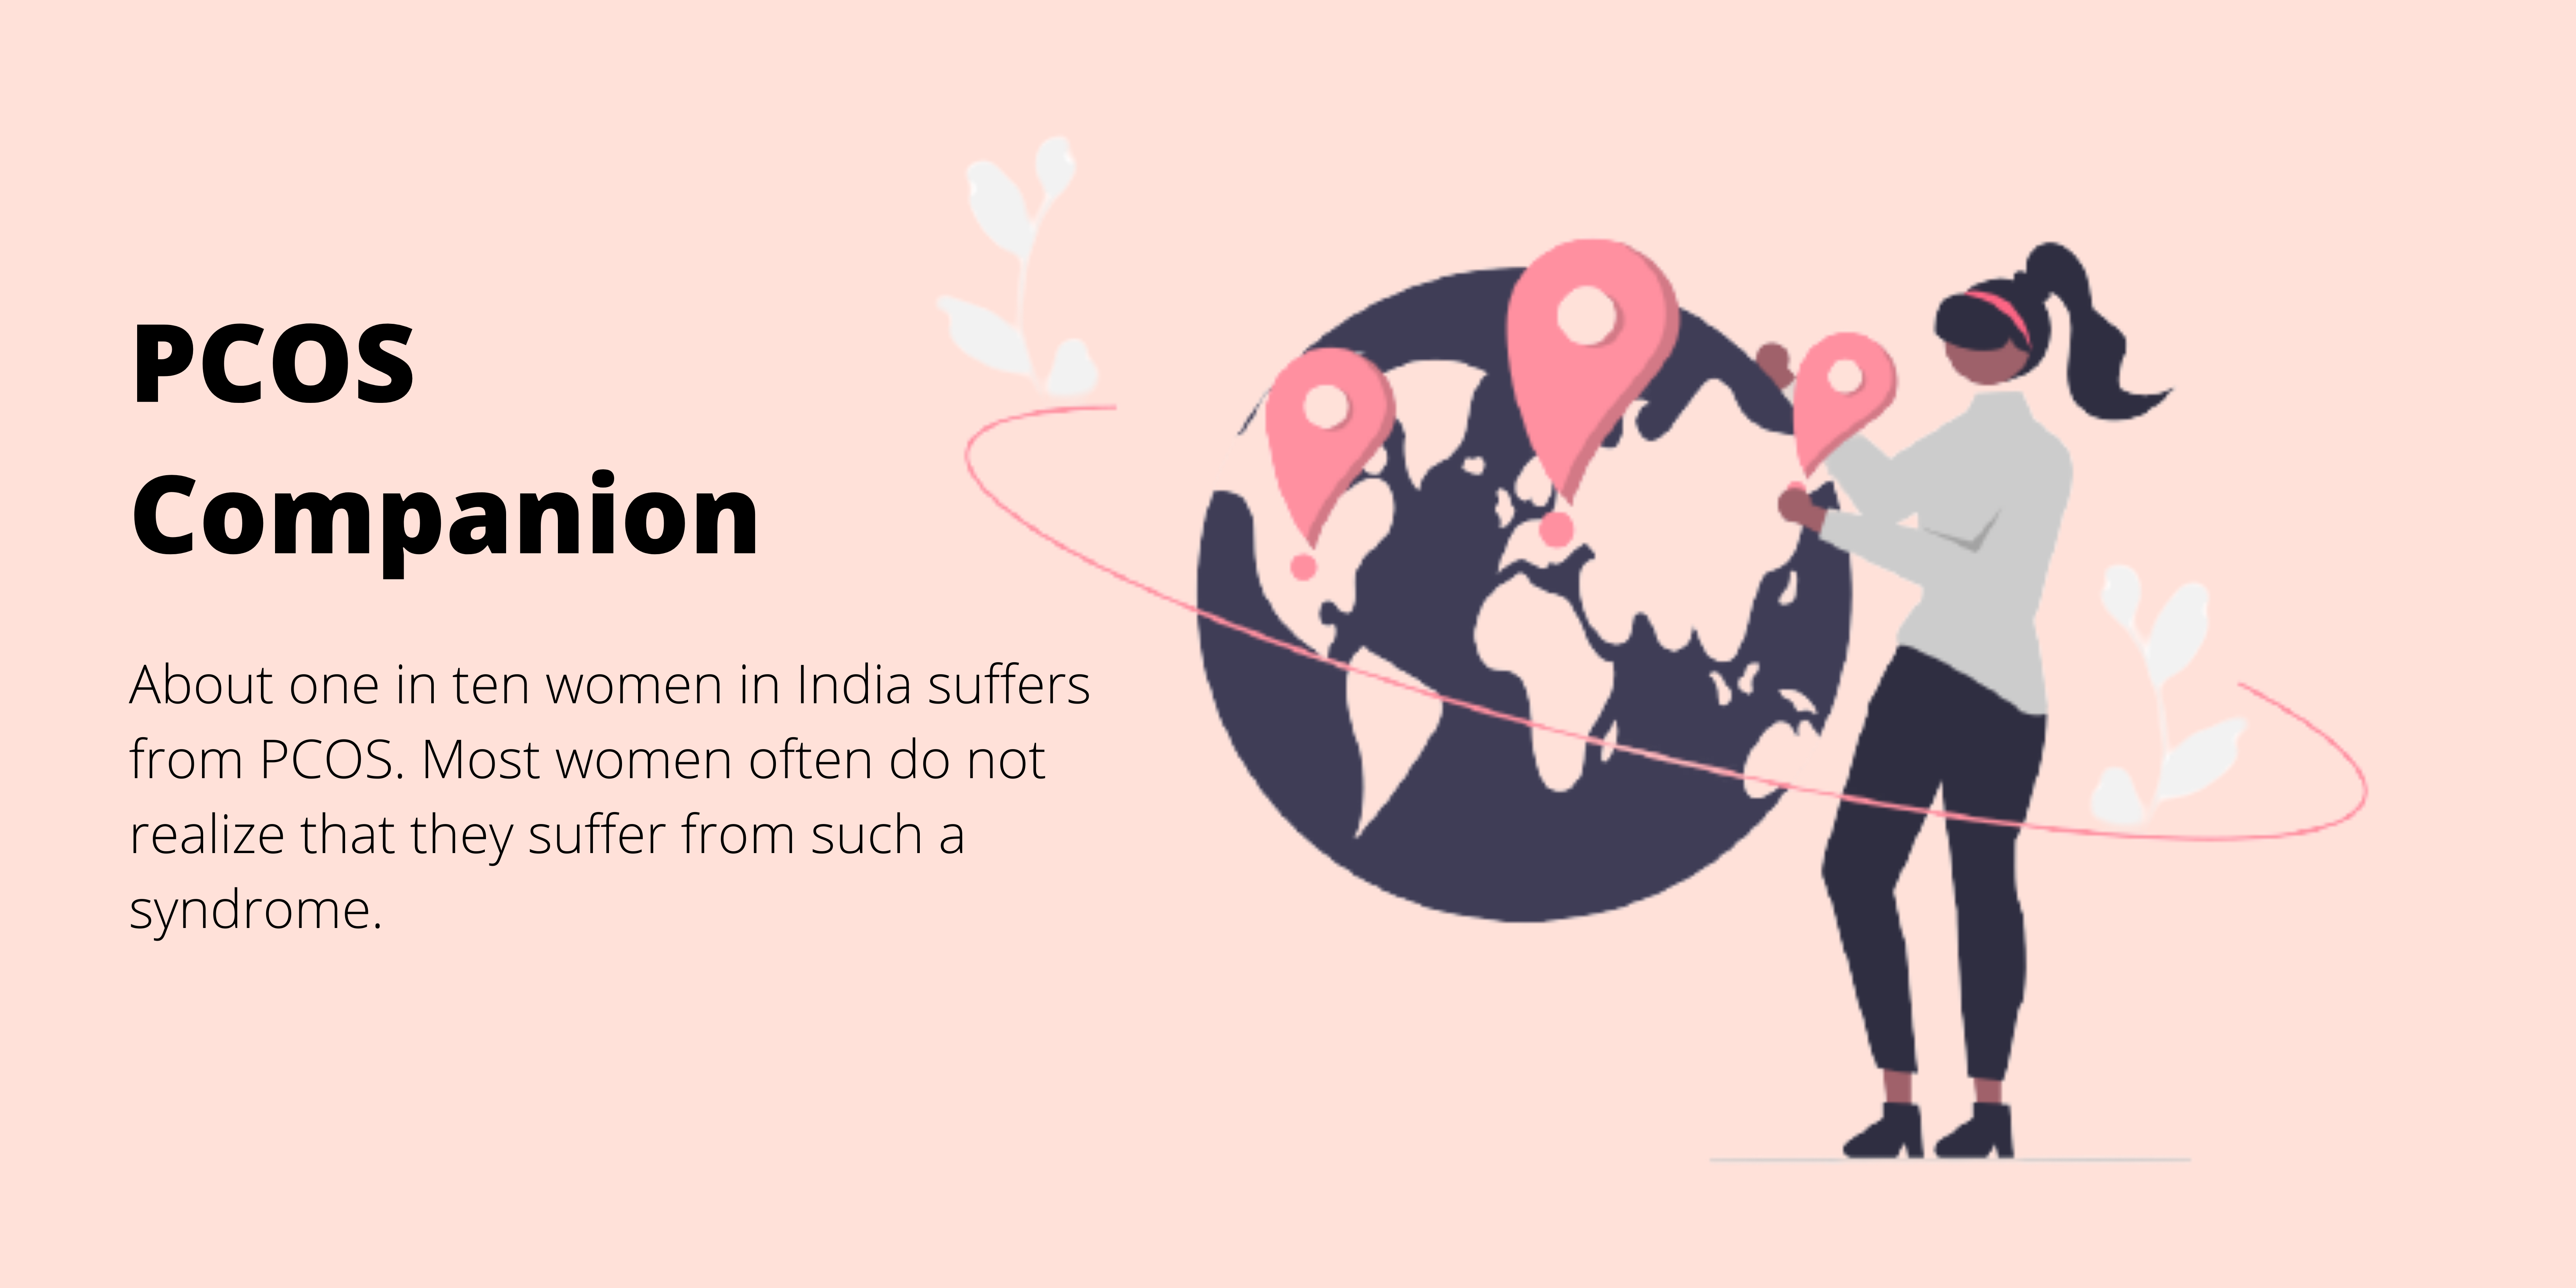 PCOS
Companion
About one in ten women in India suffers
from PCOS. Most women often do not
realize that they suffer from such a
syndrome.